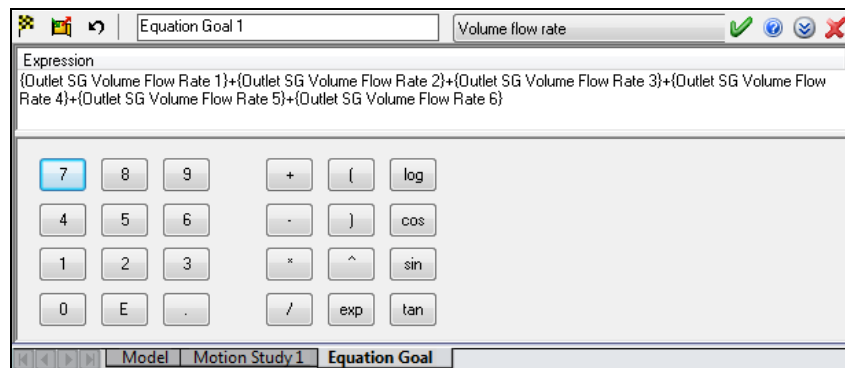 Equation Goal 1
Volume flow rate
Expression
{Outlet SG Volume Flow Rate 1}+{Outlet SG Volume Flow Rate 2}+{Outlet SG Volume Flow Rate 3}+{Outlet SG Volume Flow
Rate 4}+{Outlet SG Volume Flow Rate 5}+{Outlet SG Volume Flow Rate 6}
7 8 9 + ( log
4 5 6 - ) cos
1 2 3 * ^ sin
0 E . / exp tan
Model Motion Study 1 Equation Goal